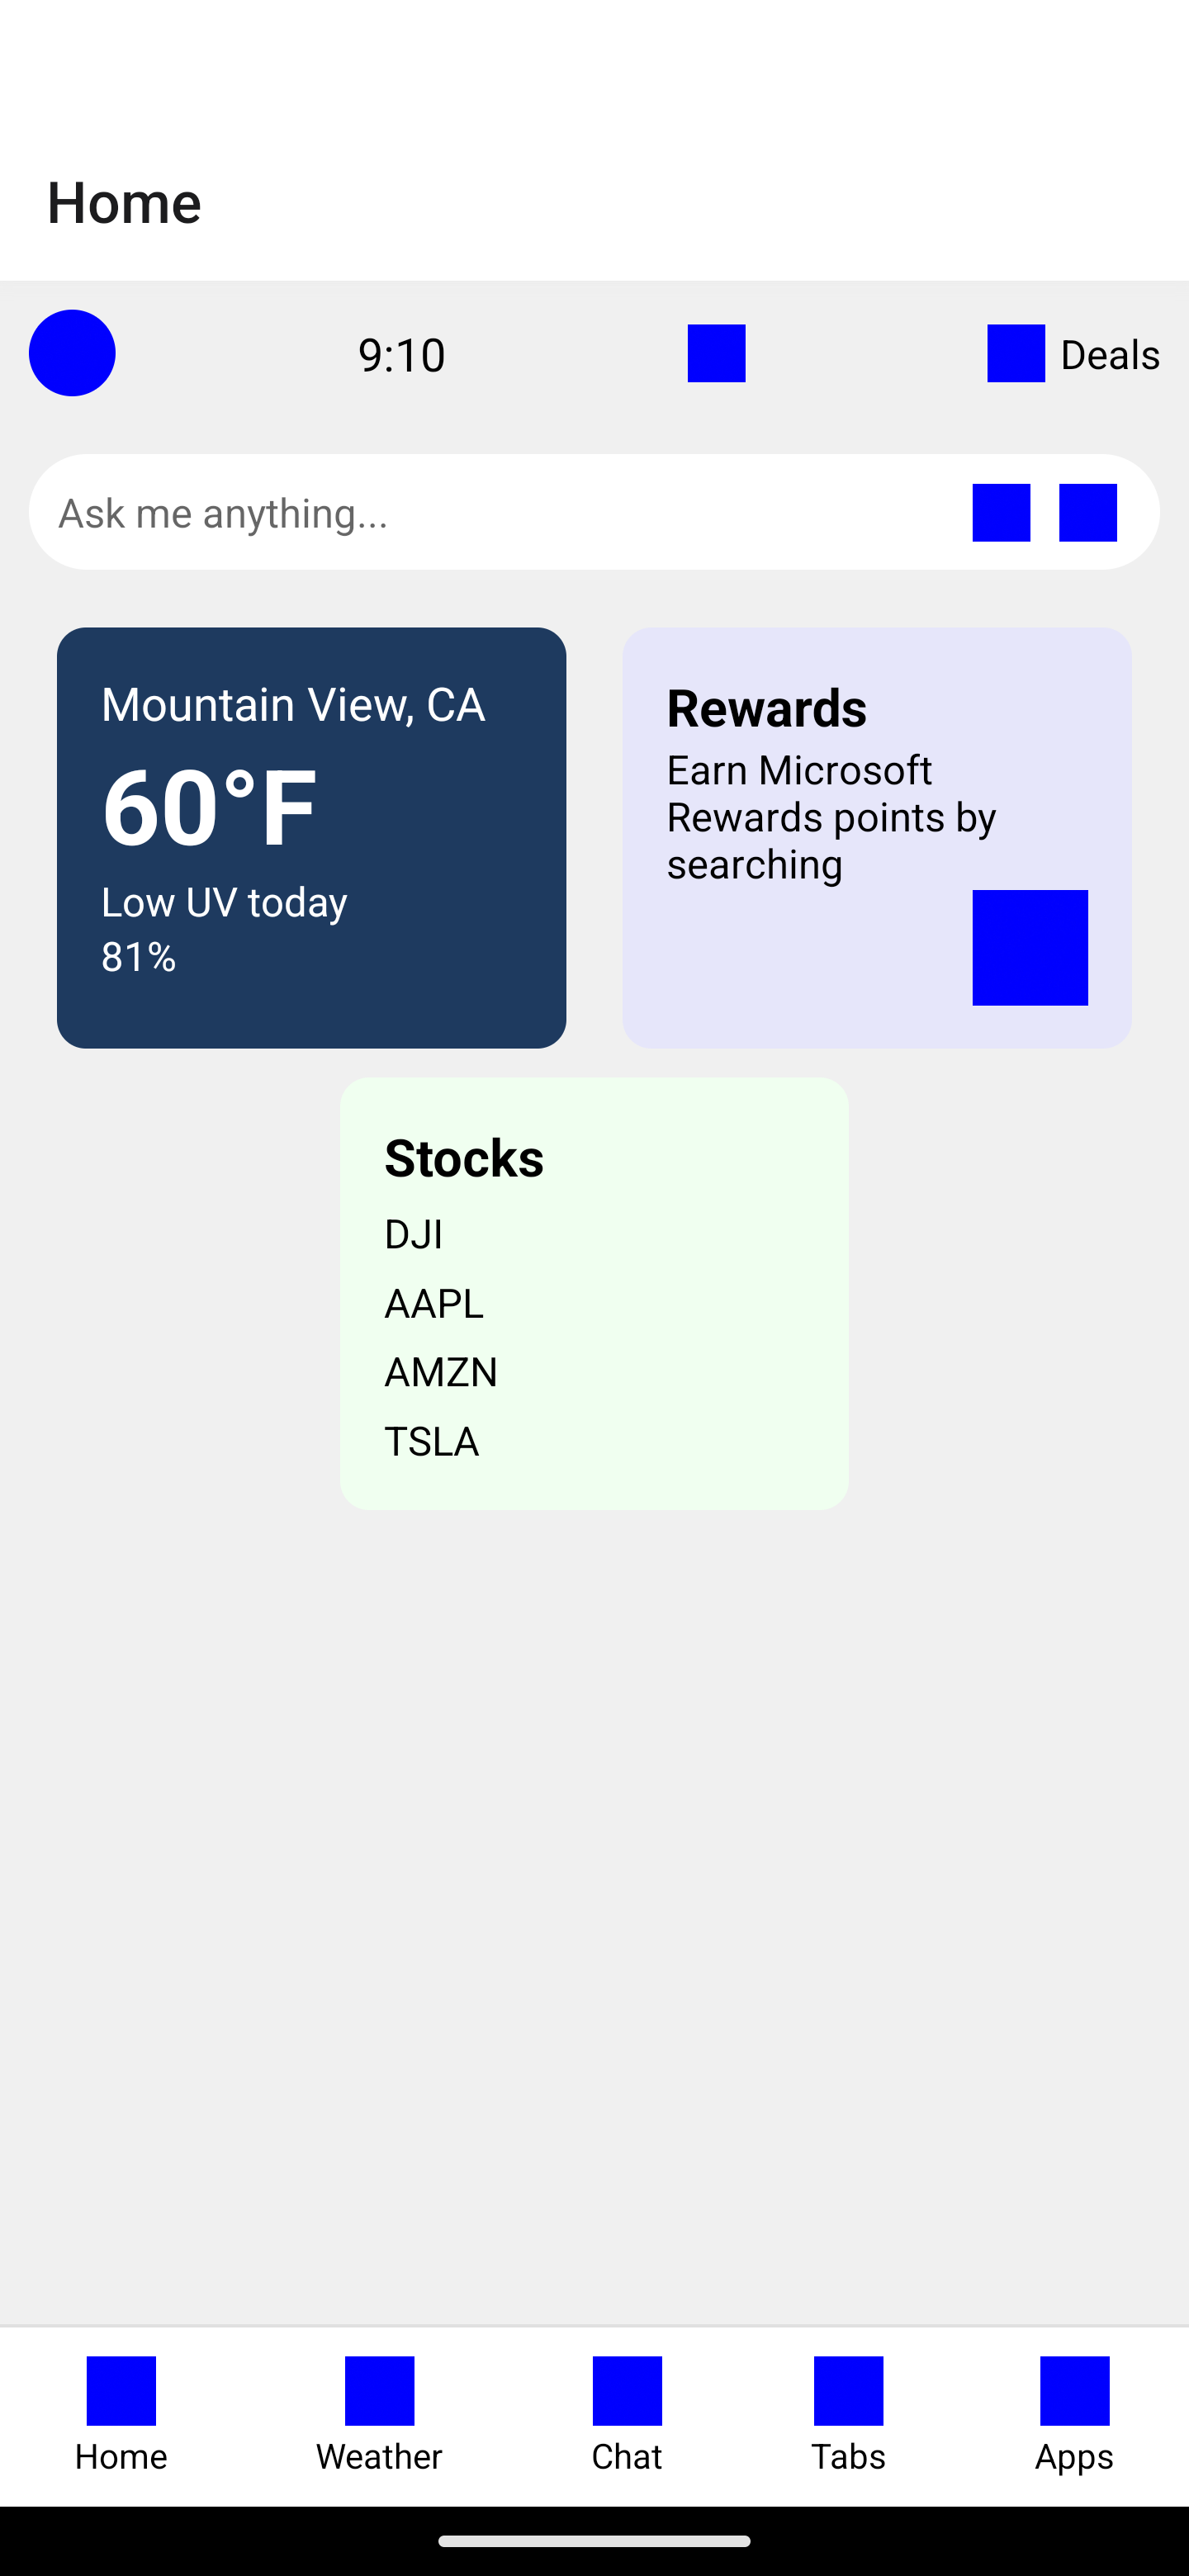 Home
9:10
Deals
Ask me anything...
Mountain View, CA
60°F
Low UV today
81%
Rewards
Earn Microsoft
Rewards points by
searching
Stocks
DJI
AAPL
AMZN
TSLA
Home
Weather
Chat
Tabs
Apps